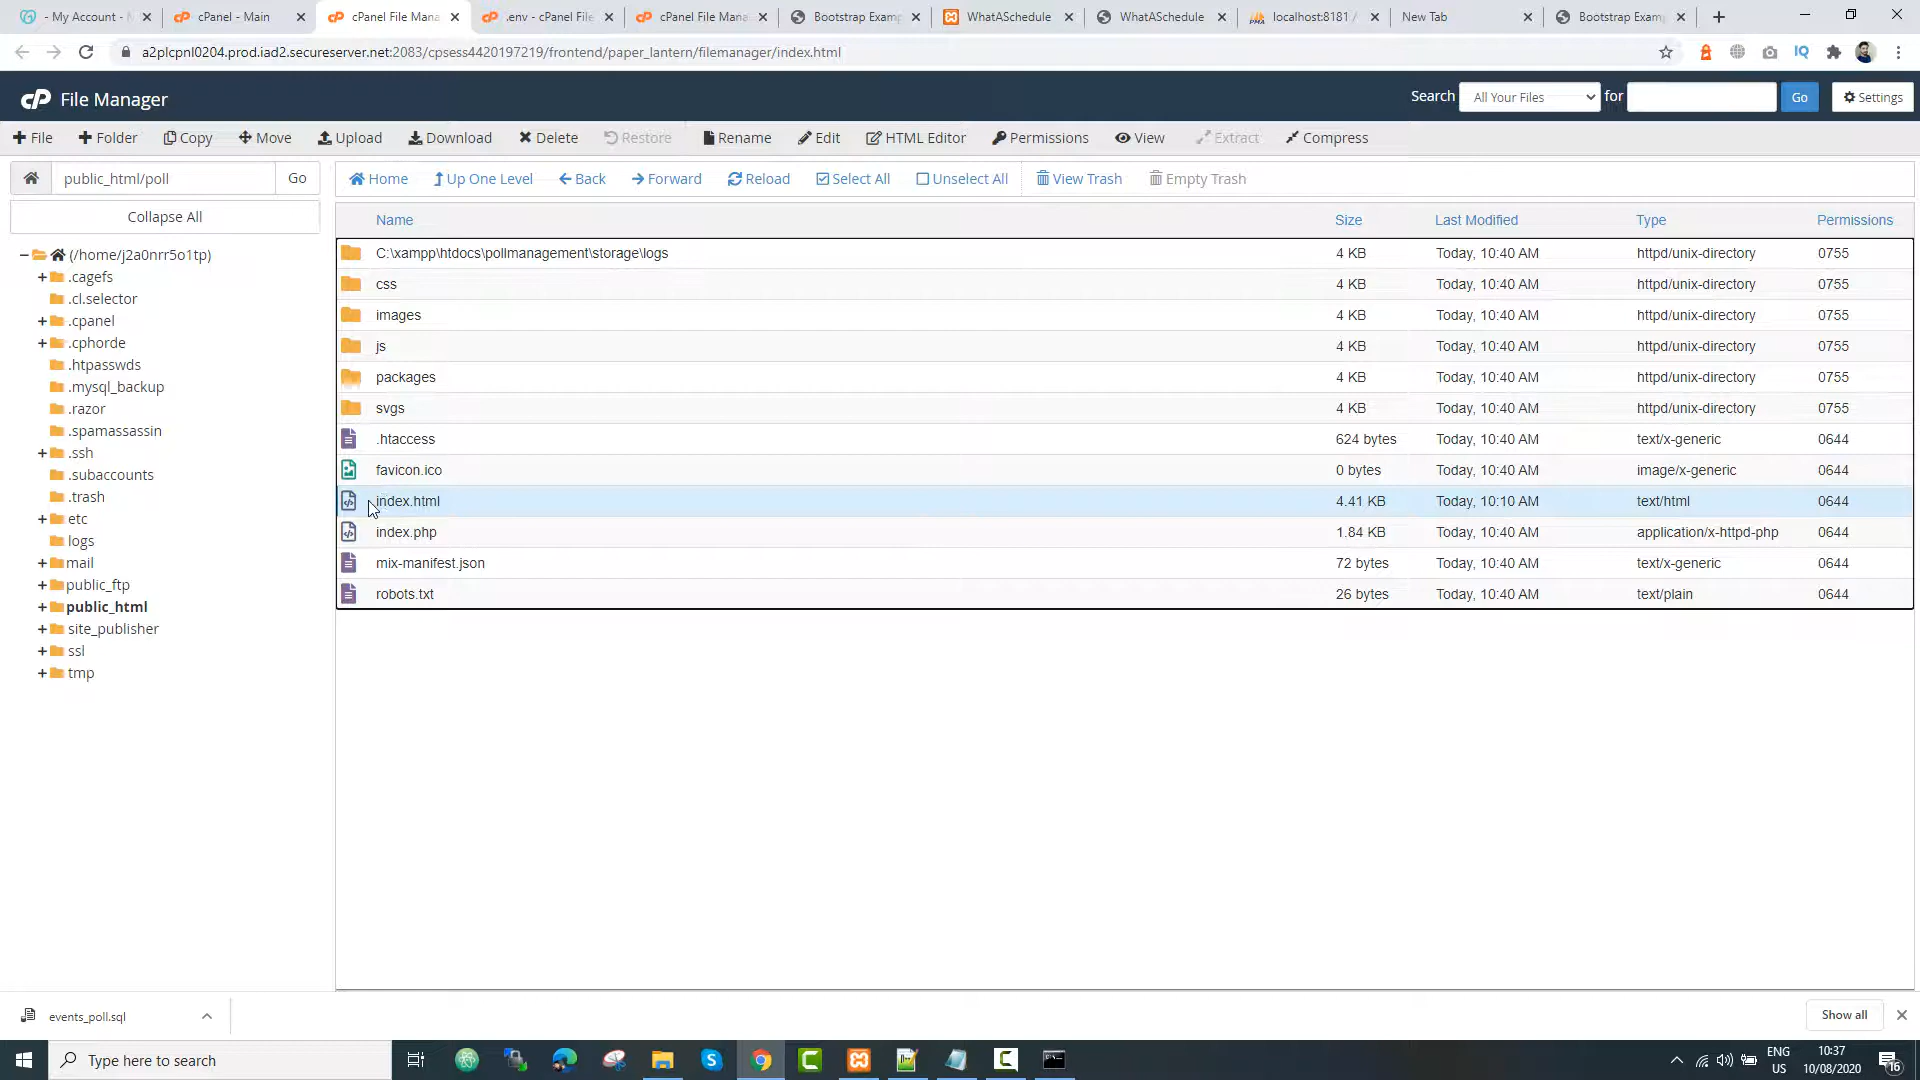 - My Account - N
cPanel - Main
cPanel File Mana
.env - cPanel File
cPanel File Mana
Bootstrap Examp
WhatASchedule
WhatASchedule
localhost:8181 /
New Tab
Bootstrap Examp
a2plcpnl0204.prod.iad2.secureserver.net:2083/cpsess4420197219/frontend/paper_lantern/filemanager/index.html
cP File Manager
Search All Your Files for Go Settings
File Folder Copy Move Upload Download Delete Restore Rename Edit HTML Editor Permissions View Extract Compress
public_html/poll Go
Home Up One Level Back Forward Reload Select All Unselect All View Trash Empty Trash
Collapse All
(/home/j2a0nrr5o1tp)
.cagefs
.cl.selector
.cpanel
.cphorde
.htpasswds
.mysql_backup
.razor
.spamassassin
.ssh
.subaccounts
.trash
etc
logs
mail
public_ftp
public_html
site_publisher
ssl
tmp
Name Size Last Modified Type Permissions
C:\xampp\htdocs\pollmanagement\storage\logs 4 KB Today, 10:40 AM httpd/unix-directory 0755
css 4 KB Today, 10:40 AM httpd/unix-directory 0755
images 4 KB Today, 10:40 AM httpd/unix-directory 0755
js 4 KB Today, 10:40 AM httpd/unix-directory 0755
packages 4 KB Today, 10:40 AM httpd/unix-directory 0755
svgs 4 KB Today, 10:40 AM httpd/unix-directory 0755
.htaccess 624 bytes Today, 10:40 AM text/x-generic 0644
favicon.ico 0 bytes Today, 10:40 AM image/x-generic 0644
index.html 4.41 KB Today, 10:10 AM text/html 0644
index.php 1.84 KB Today, 10:40 AM application/x-httpd-php 0644
mix-manifest.json 72 bytes Today, 10:40 AM text/x-generic 0644
robots.txt 26 bytes Today, 10:40 AM text/plain 0644
events_poll.sql
Show all
Type here to search
ENG
US
10:37
10/08/2020
16